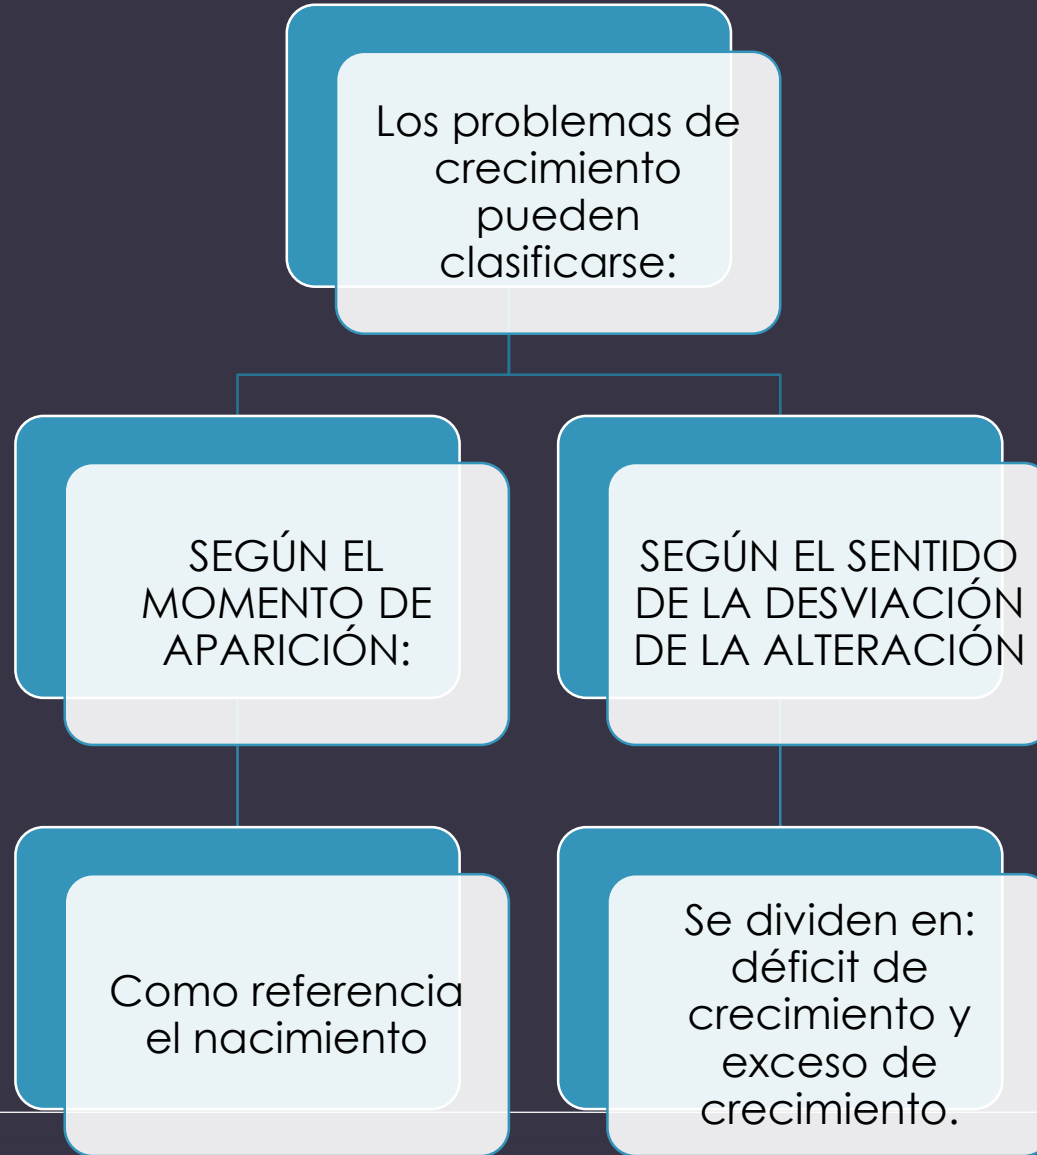 Los problemas de
crecimiento
pueden
clasificarse:
SEGÚN EL
MOMENTO DE
APARICIÓN:
SEGÚN EL SENTIDO
DE LA DESVIACIÓN
DE LA ALTERACIÓN
Como referencia
el nacimiento
Se dividen en:
déficit de
crecimiento y
exceso de
crecimiento.